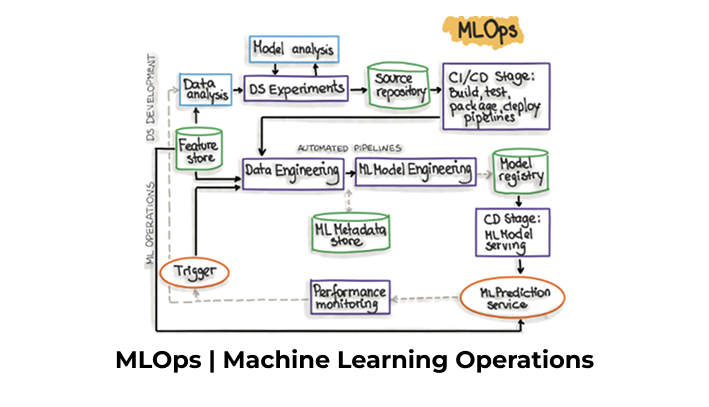 MLOps
DS DEVELOPMENT
Model analysis
Data
analysis
DS Experiments
Source
repository
CI/CD Stage:
Build, test,
package, deploy
pipelines
Feature
store
AUTOMATED PIPELINES
Data Engineering
ML Model Engineering
Model
registry
ML OPERATIONS
ML Metadata
store
CD Stage:
ML Model
serving
Trigger
Performance
monitoring
ML Prediction
service
MLOps | Machine Learning Operations